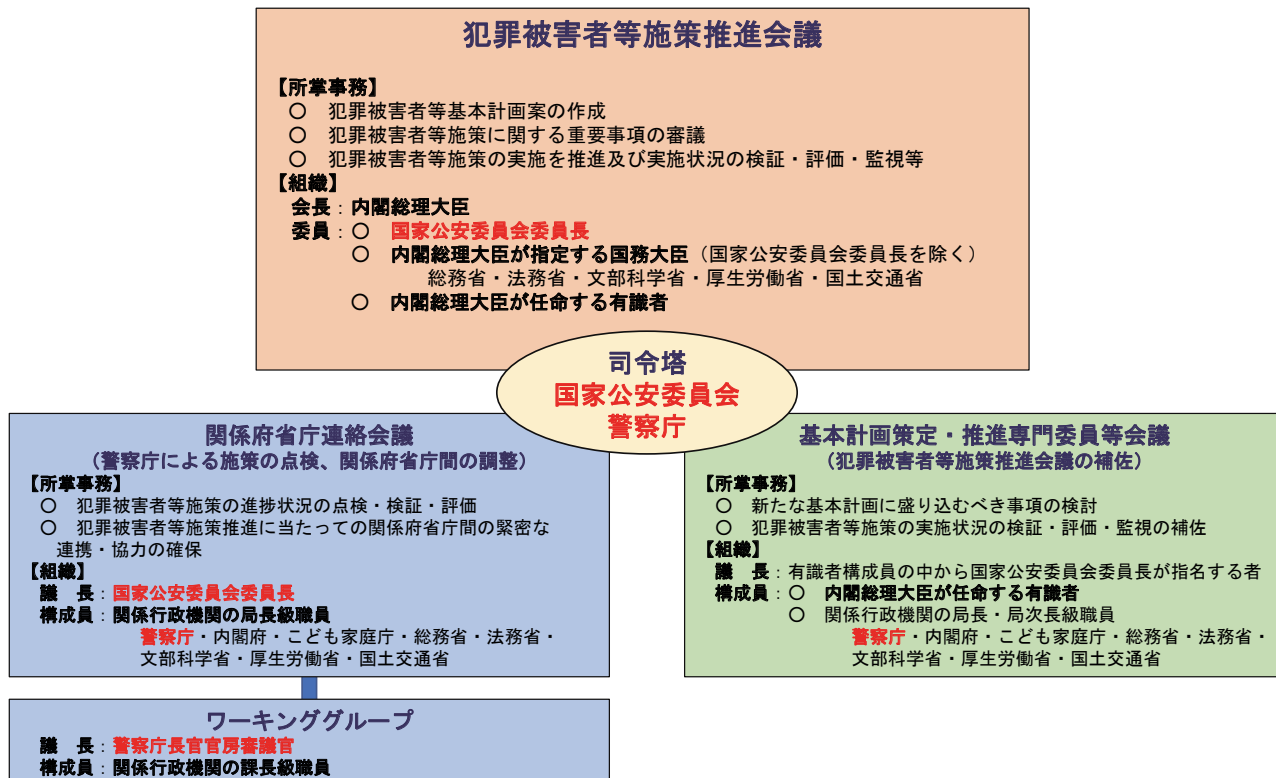 犯罪被害者等施策推進会議
【所掌事務】
○ 犯罪被害者等基本計画案の作成
○ 犯罪被害者等施策に関する重要事項の審議
○ 犯罪被害者等施策の実施を推進及び実施状況の検証・評価・監視等
【組織】
会長：内閣総理大臣
委員：○ 国家公安委員会委員長
○ 内閣総理大臣が指定する国務大臣（国家公安委員会委員長を除く）
総務省・法務省・文部科学省・厚生労働省・国土交通省
○ 内閣総理大臣が任命する有識者
司令塔
国家公安委員会
警察庁
関係府省庁連絡会議
（警察庁による施策の点検、関係府省庁間の調整）
【所掌事務】
○ 犯罪被害者等施策の進捗状況の点検・検証・評価
○ 犯罪被害者等施策推進に当たっての関係府省庁間の緊密な
連携・協力の確保
【組織】
議 長：国家公安委員会委員長
構成員：関係行政機関の局長級職員
警察庁・内閣府・こども家庭庁・総務省・法務省・
文部科学省・厚生労働省・国土交通省
基本計画策定・推進専門委員等会議
（犯罪被害者等施策推進会議の補佐）
【所掌事務】
○ 新たな基本計画に盛り込むべき事項の検討
○ 犯罪被害者等施策の実施状況の検証・評価・監視の補佐
【組織】
議 長：有識者構成員の中から国家公安委員会委員長が指名する者
構成員：○ 内閣総理大臣が任命する有識者
○ 関係行政機関の局長・局次長級職員
警察庁・内閣府・こども家庭庁・総務省・法務省・
文部科学省・厚生労働省・国土交通省
ワーキンググループ
議 長：警察庁長官官房審議官
構成員：関係行政機関の課長級職員